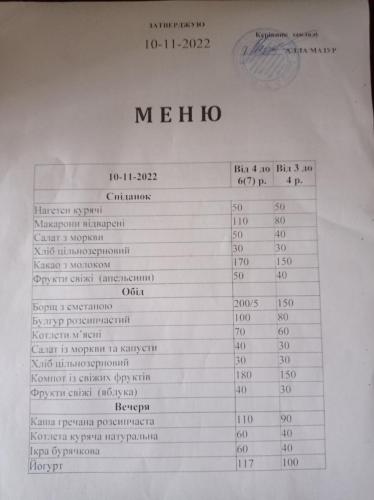 ЗАТВЕРДЖУЮ
Керівник закладу
10-11-2022
АЛЛА МАЗУР
МЕНЮ
10-11-2022 Від 4 до 6(7) р. Від 3 до 4 р.
Сніданок
Нагетси курячі 50 50
Макарони відварені 110 80
Салат з моркви 50 40
Хліб цільнозерновий 30 30
Какао з молоком 170 150
Фрукти свіжі (апельсини) 50 40
Обід
Борщ з сметаною 200/5 150
Булгур розсипчастий 100 80
Котлети м'ясні 70 60
Салат із моркви та капусти 40 30
Хліб цільнозерновий 30 30
Компот із свіжих фруктів 180 150
Фрукти свіжі (яблука) 40 30
Вечеря
Каша гречана розсипчаста 110 90
Котлета куряча натуральна 60 40
Ікра бурячкова 60 40
Йогурт 117 100